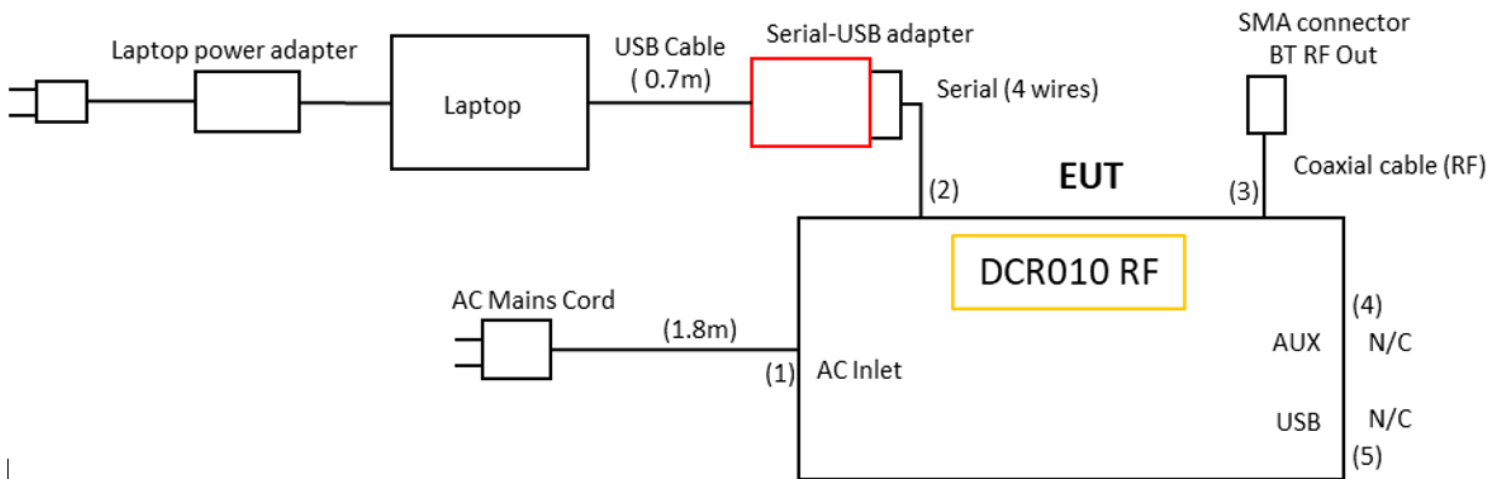 Laptop power adapter
Laptop
USB Cable
( 0.7m)
Serial-USB adapter
Serial (4 wires)
SMA connector
BT RF Out
Coaxial cable (RF)
(2)
EUT
(3)
DCR010 RF
AC Mains Cord
(1.8m)
(1)
AC Inlet
(4)
AUX
N/C
USB
N/C
(5)